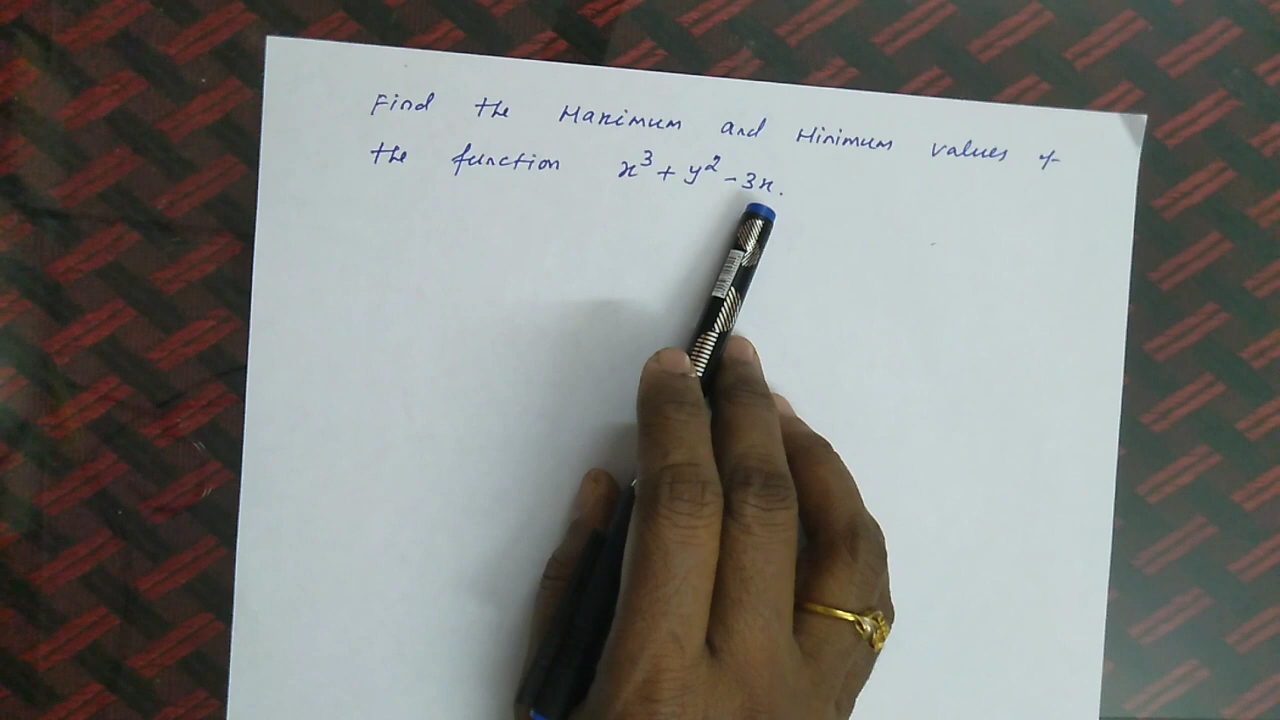 Find the Maximum and Minimum values of
the function x³ + y² - 3x.